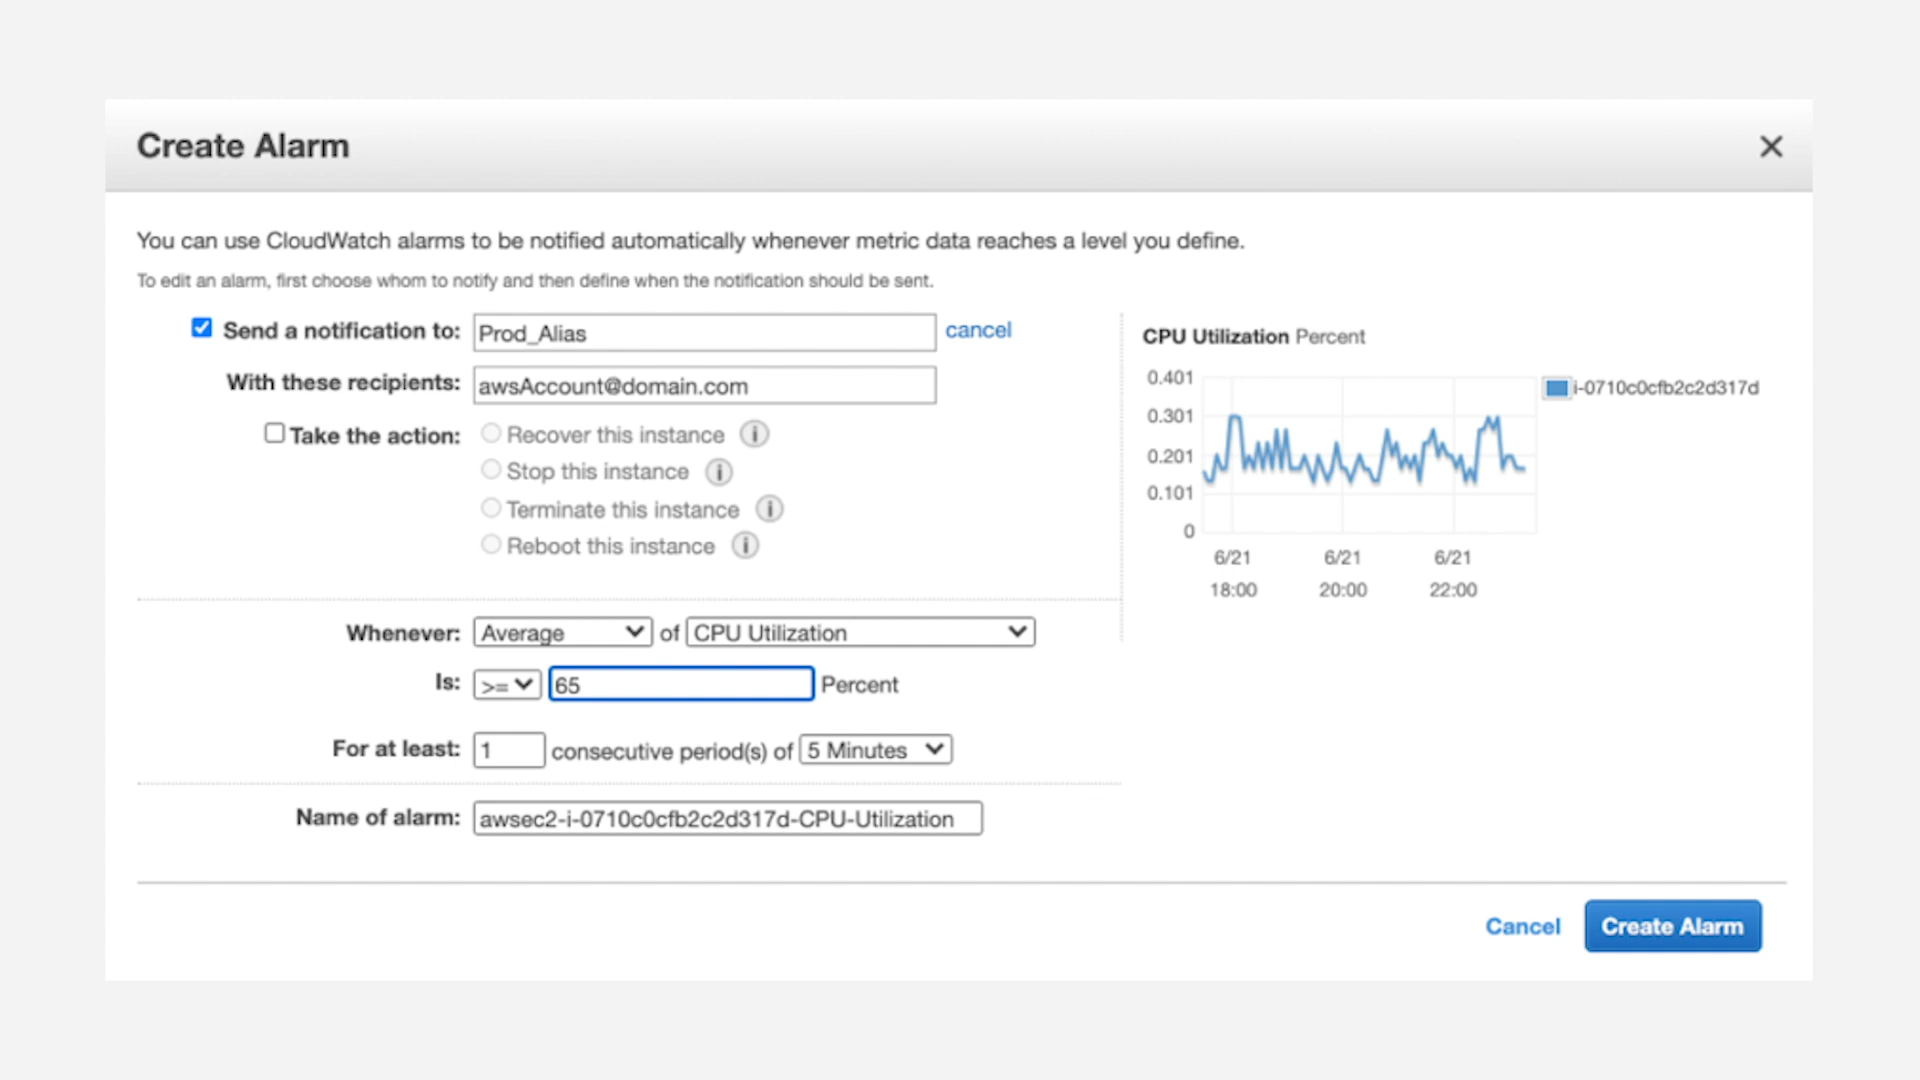 Create Alarm
You can use CloudWatch alarms to be notified automatically whenever metric data reaches a level you define.
To edit an alarm, first choose whom to notify and then define when the notification should be sent.
Send a notification to: Prod_Alias cancel
With these recipients: awsAccount@domain.com
Take the action: Recover this instance i
Stop this instance i
Terminate this instance i
Reboot this instance i
Whenever: Average of CPU Utilization
Is: >= 65 Percent
For at least: 1 consecutive period(s) of 5 Minutes
Name of alarm: awsec2-i-0710c0cfb2c2d317d-CPU-Utilization
CPU Utilization Percent
0.401
0.301
0.201
0.101
0
6/21 6/21 6/21
18:00 20:00 22:00
i-0710c0cfb2c2d317d
Cancel Create Alarm